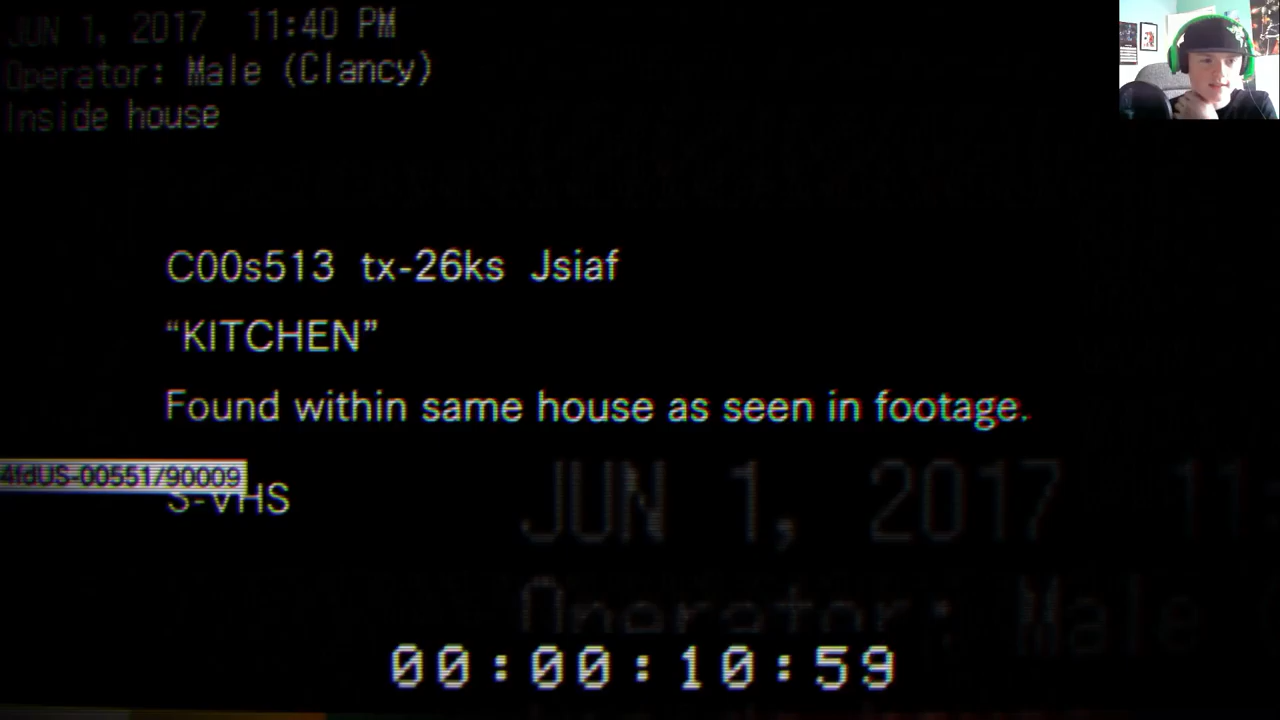 JUN 1, 2017 11:40 PM
Operator: Male (Clancy)
Inside house
C00s513 tx-26ks Jsiaf
“KITCHEN”
Found within same house as seen in footage.
4fdUS-00551/90009
S-VHS
JUN 1, 2017 11:
Operator: Male
00:00:10:59